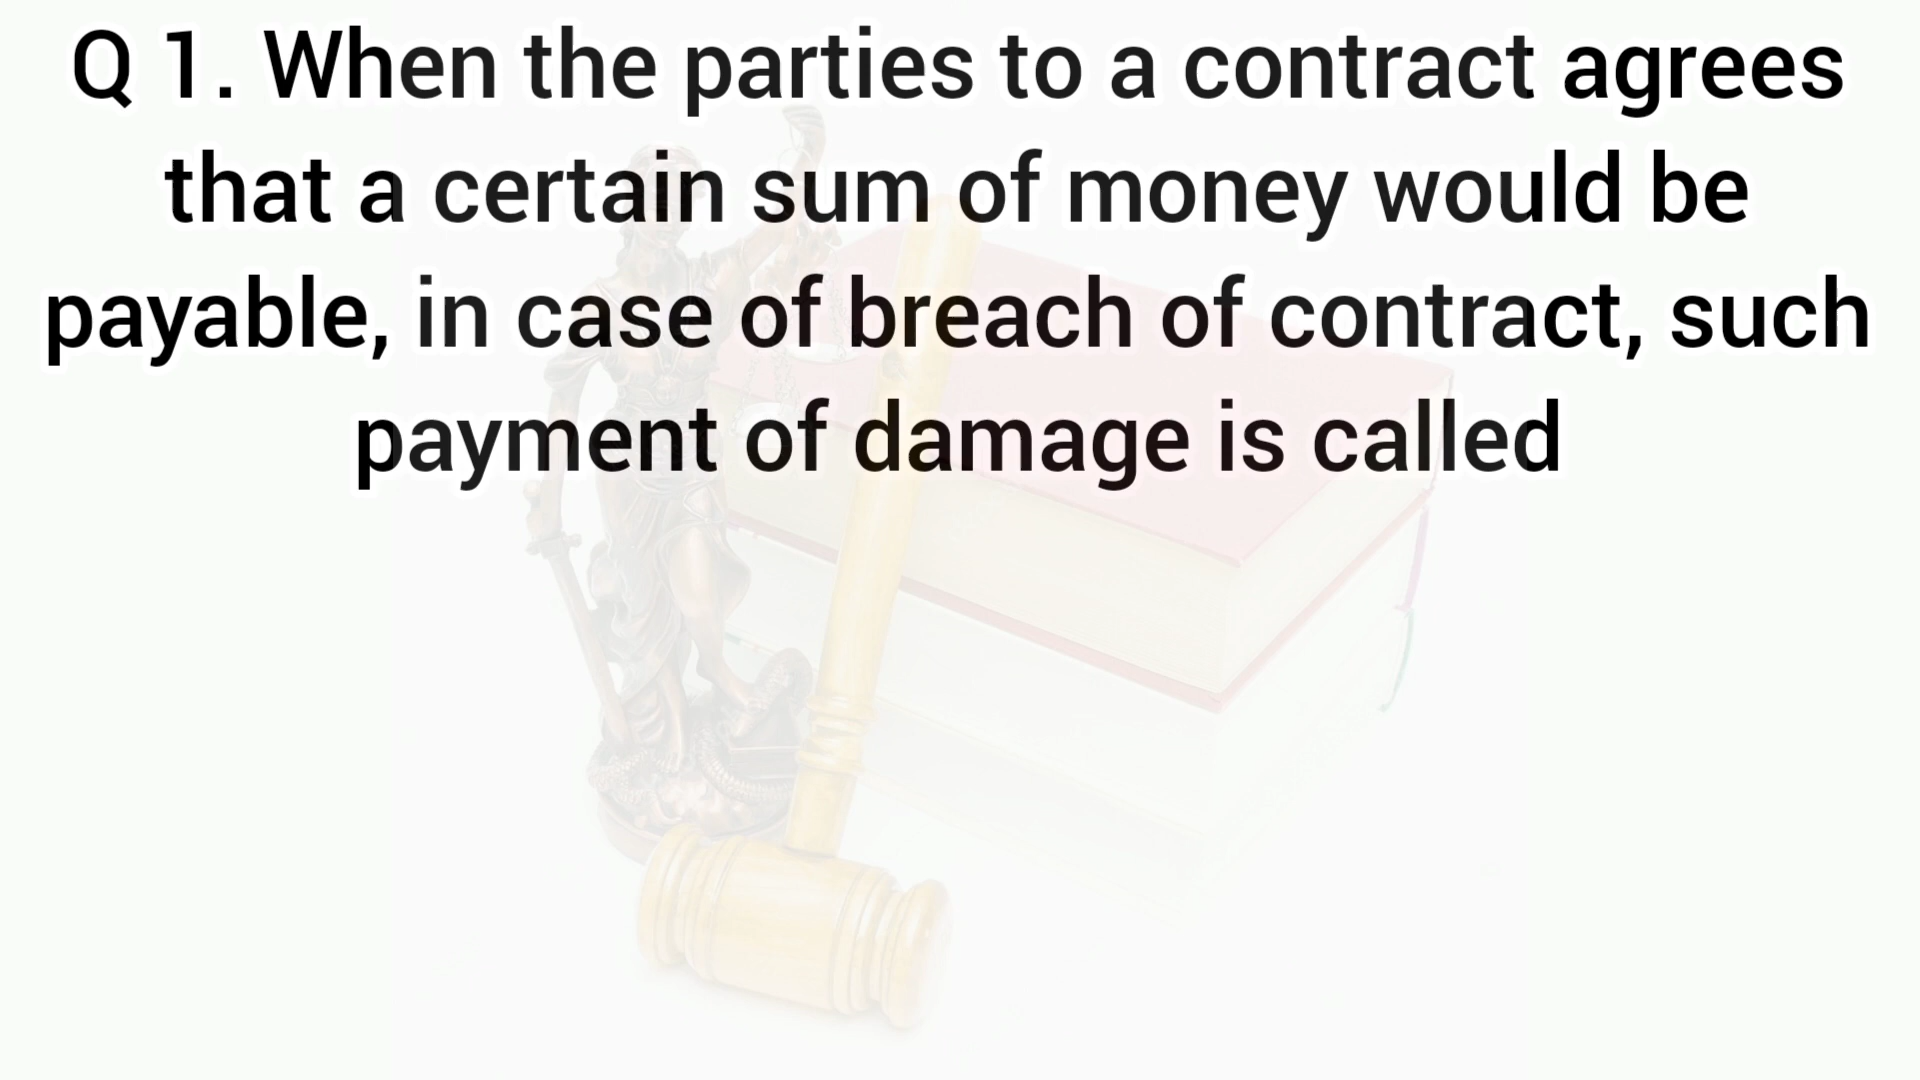 Q 1. When the parties to a contract agrees
that a certain sum of money would be
payable, in case of breach of contract, such
payment of damage is called